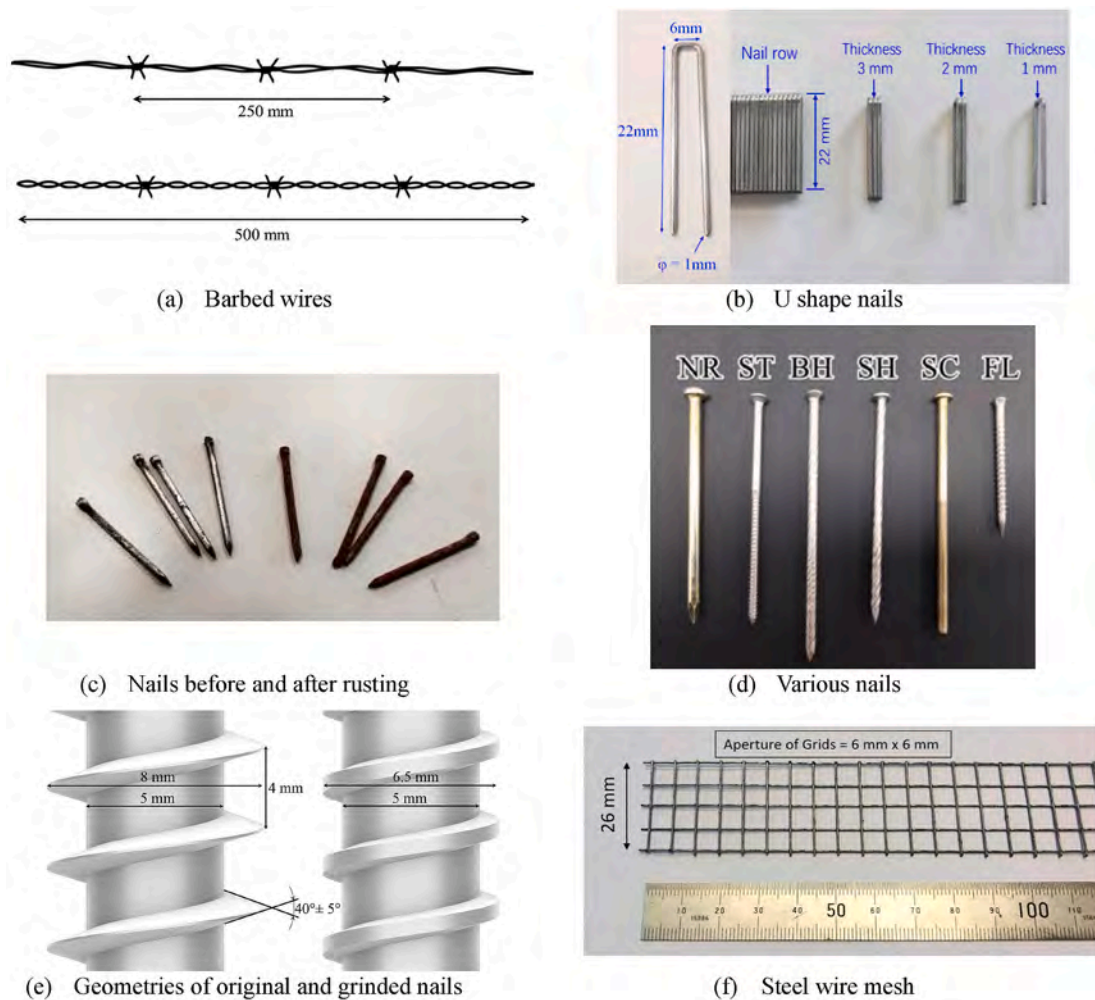 250 mm
500 mm
(a) Barbed wires
6mm
22mm
φ = 1mm
Nail row
22 mm
Thickness
3 mm
Thickness
2 mm
Thickness
1 mm
(b) U shape nails
(c) Nails before and after rusting
NR ST BH SH SC FL
(d) Various nails
8 mm
5 mm
4 mm
40°± 5°
6.5 mm
5 mm
(e) Geometries of original and grinded nails
Aperture of Grids = 6 mm x 6 mm
26 mm
10 20 30 40 50 60 70 80 90 100 110
(f) Steel wire mesh